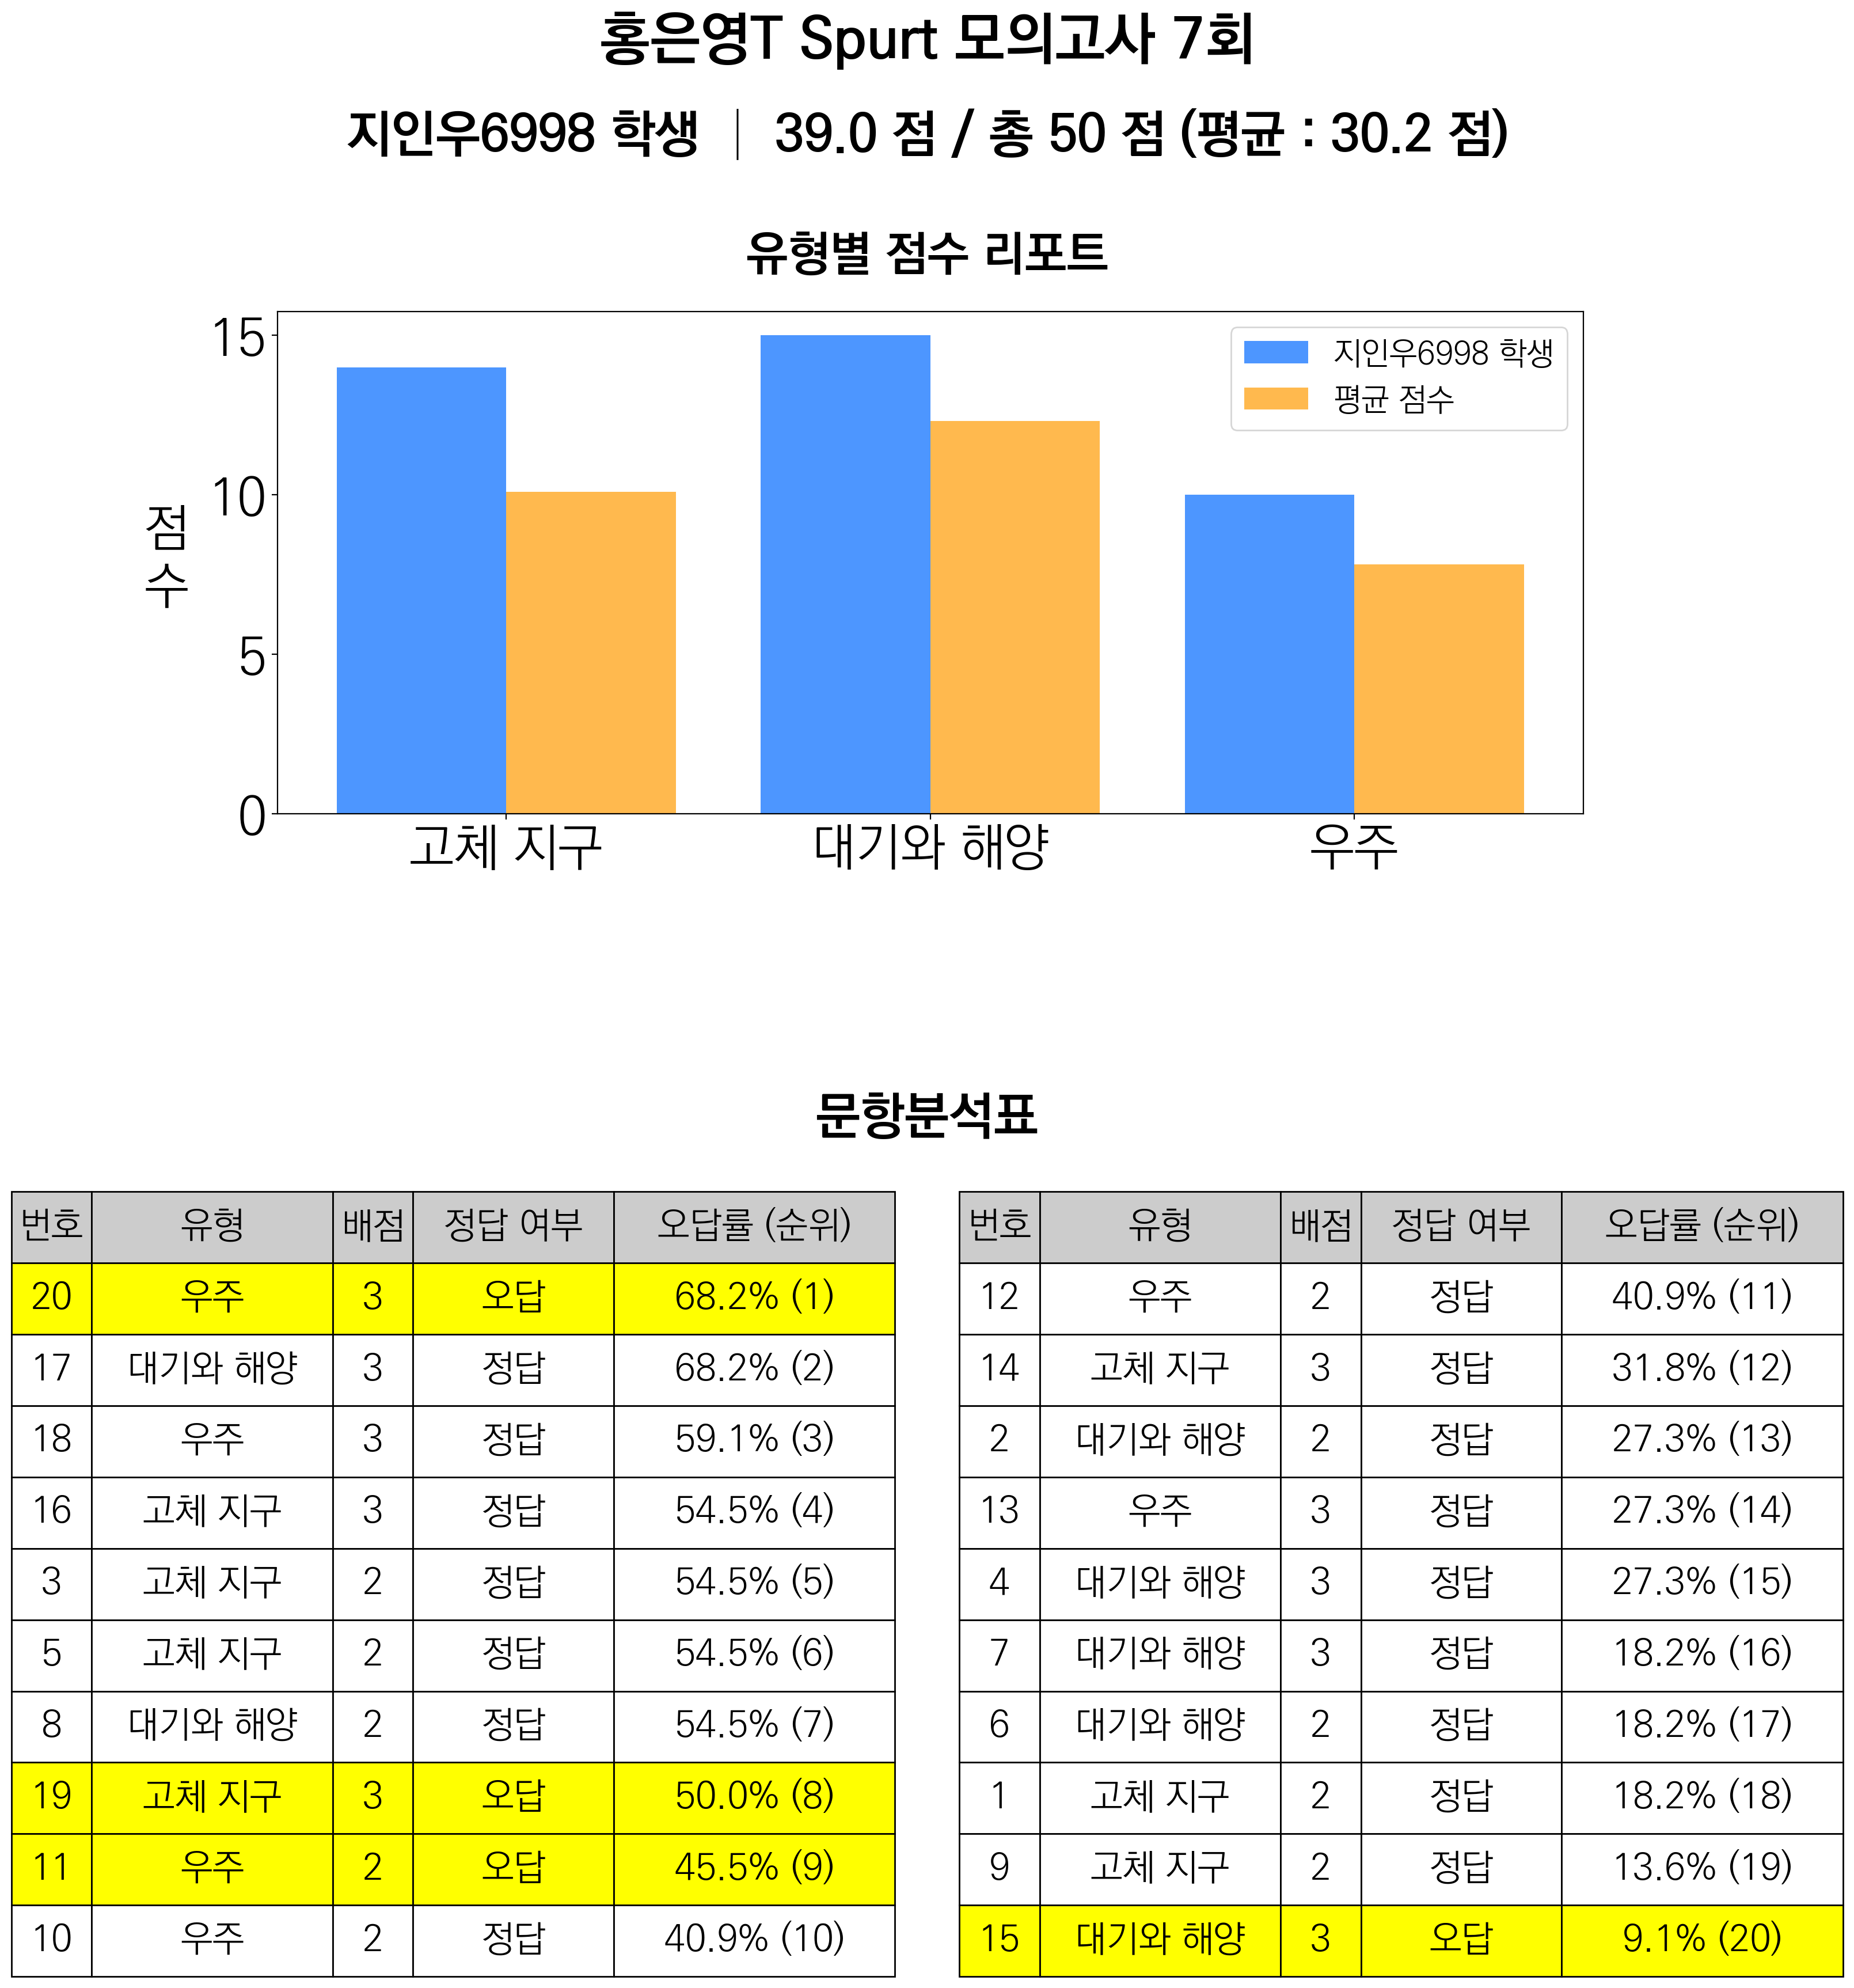 홍은영T Spurt 모의고사 7회
지인우6998 학생 | 39.0 점 / 총 50 점 (평균 : 30.2 점)
유형별 점수 리포트
지인우6998 학생
평균 점수
점
수
15
10
5
0
고체 지구 대기와 해양 우주
문항분석표
번호 유형 배점 정답 여부 오답률 (순위)
20 우주 3 오답 68.2% (1)
17 대기와 해양 3 정답 68.2% (2)
18 우주 3 정답 59.1% (3)
16 고체 지구 3 정답 54.5% (4)
3 고체 지구 2 정답 54.5% (5)
5 고체 지구 2 정답 54.5% (6)
8 대기와 해양 2 정답 54.5% (7)
19 고체 지구 3 오답 50.0% (8)
11 우주 2 오답 45.5% (9)
10 우주 2 정답 40.9% (10)
번호 유형 배점 정답 여부 오답률 (순위)
12 우주 2 정답 40.9% (11)
14 고체 지구 3 정답 31.8% (12)
2 대기와 해양 2 정답 27.3% (13)
13 우주 3 정답 27.3% (14)
4 대기와 해양 3 정답 27.3% (15)
7 대기와 해양 3 정답 18.2% (16)
6 대기와 해양 2 정답 18.2% (17)
1 고체 지구 2 정답 18.2% (18)
9 고체 지구 2 정답 13.6% (19)
15 대기와 해양 3 오답 9.1% (20)